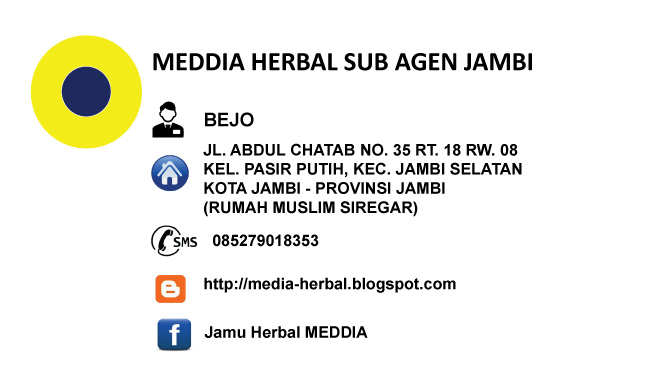 MEDDIA HERBAL SUB AGEN JAMBI
BEJO
JL. ABDUL CHATAB NO. 35 RT. 18 RW. 08
KEL. PASIR PUTIH, KEC. JAMBI SELATAN
KOTA JAMBI - PROVINSI JAMBI
(RUMAH MUSLIM SIREGAR)
SMS 085279018353
http://media-herbal.blogspot.com
f Jamu Herbal MEDDIA